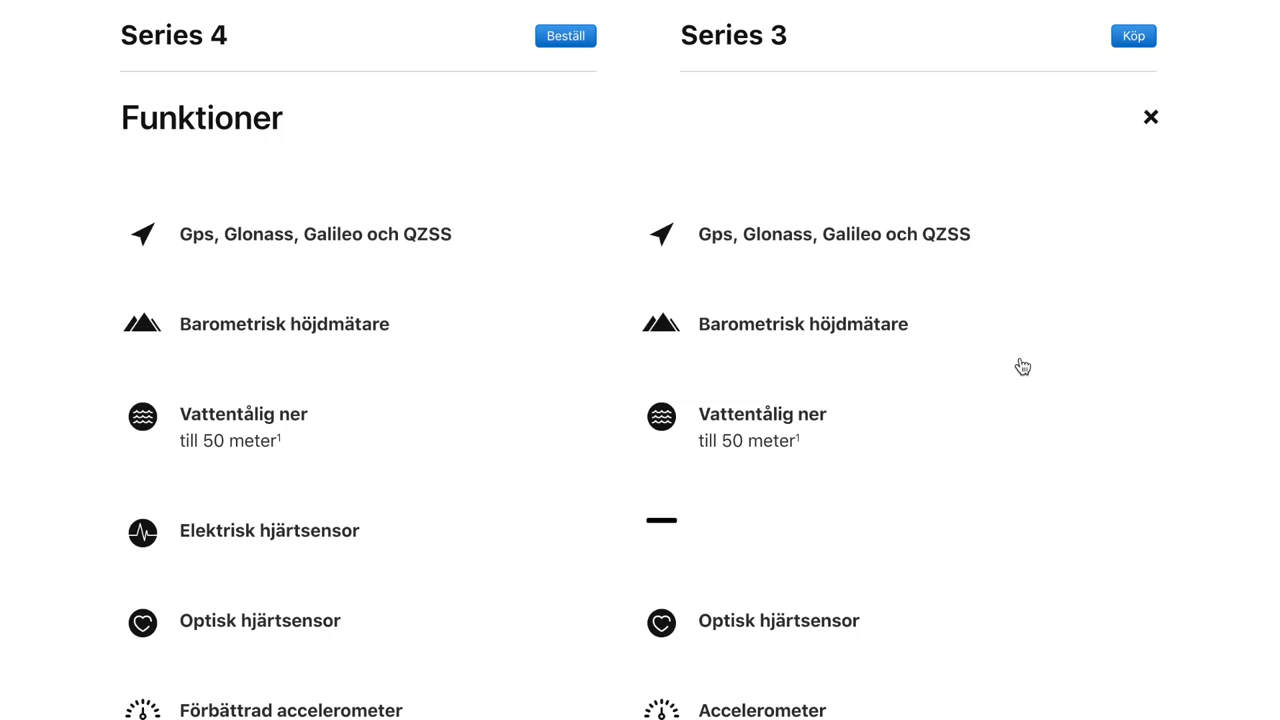 Series 4
Beställ
Series 3
Köp
Funktioner
Gps, Glonass, Galileo och QZSS
Gps, Glonass, Galileo och QZSS
Barometrisk höjdmätare
Barometrisk höjdmätare
Vattentålig ner
till 50 meter¹
Vattentålig ner
till 50 meter¹
Elektrisk hjärtsensor
Optisk hjärtsensor
Optisk hjärtsensor
Förbättrad accelerometer
Accelerometer